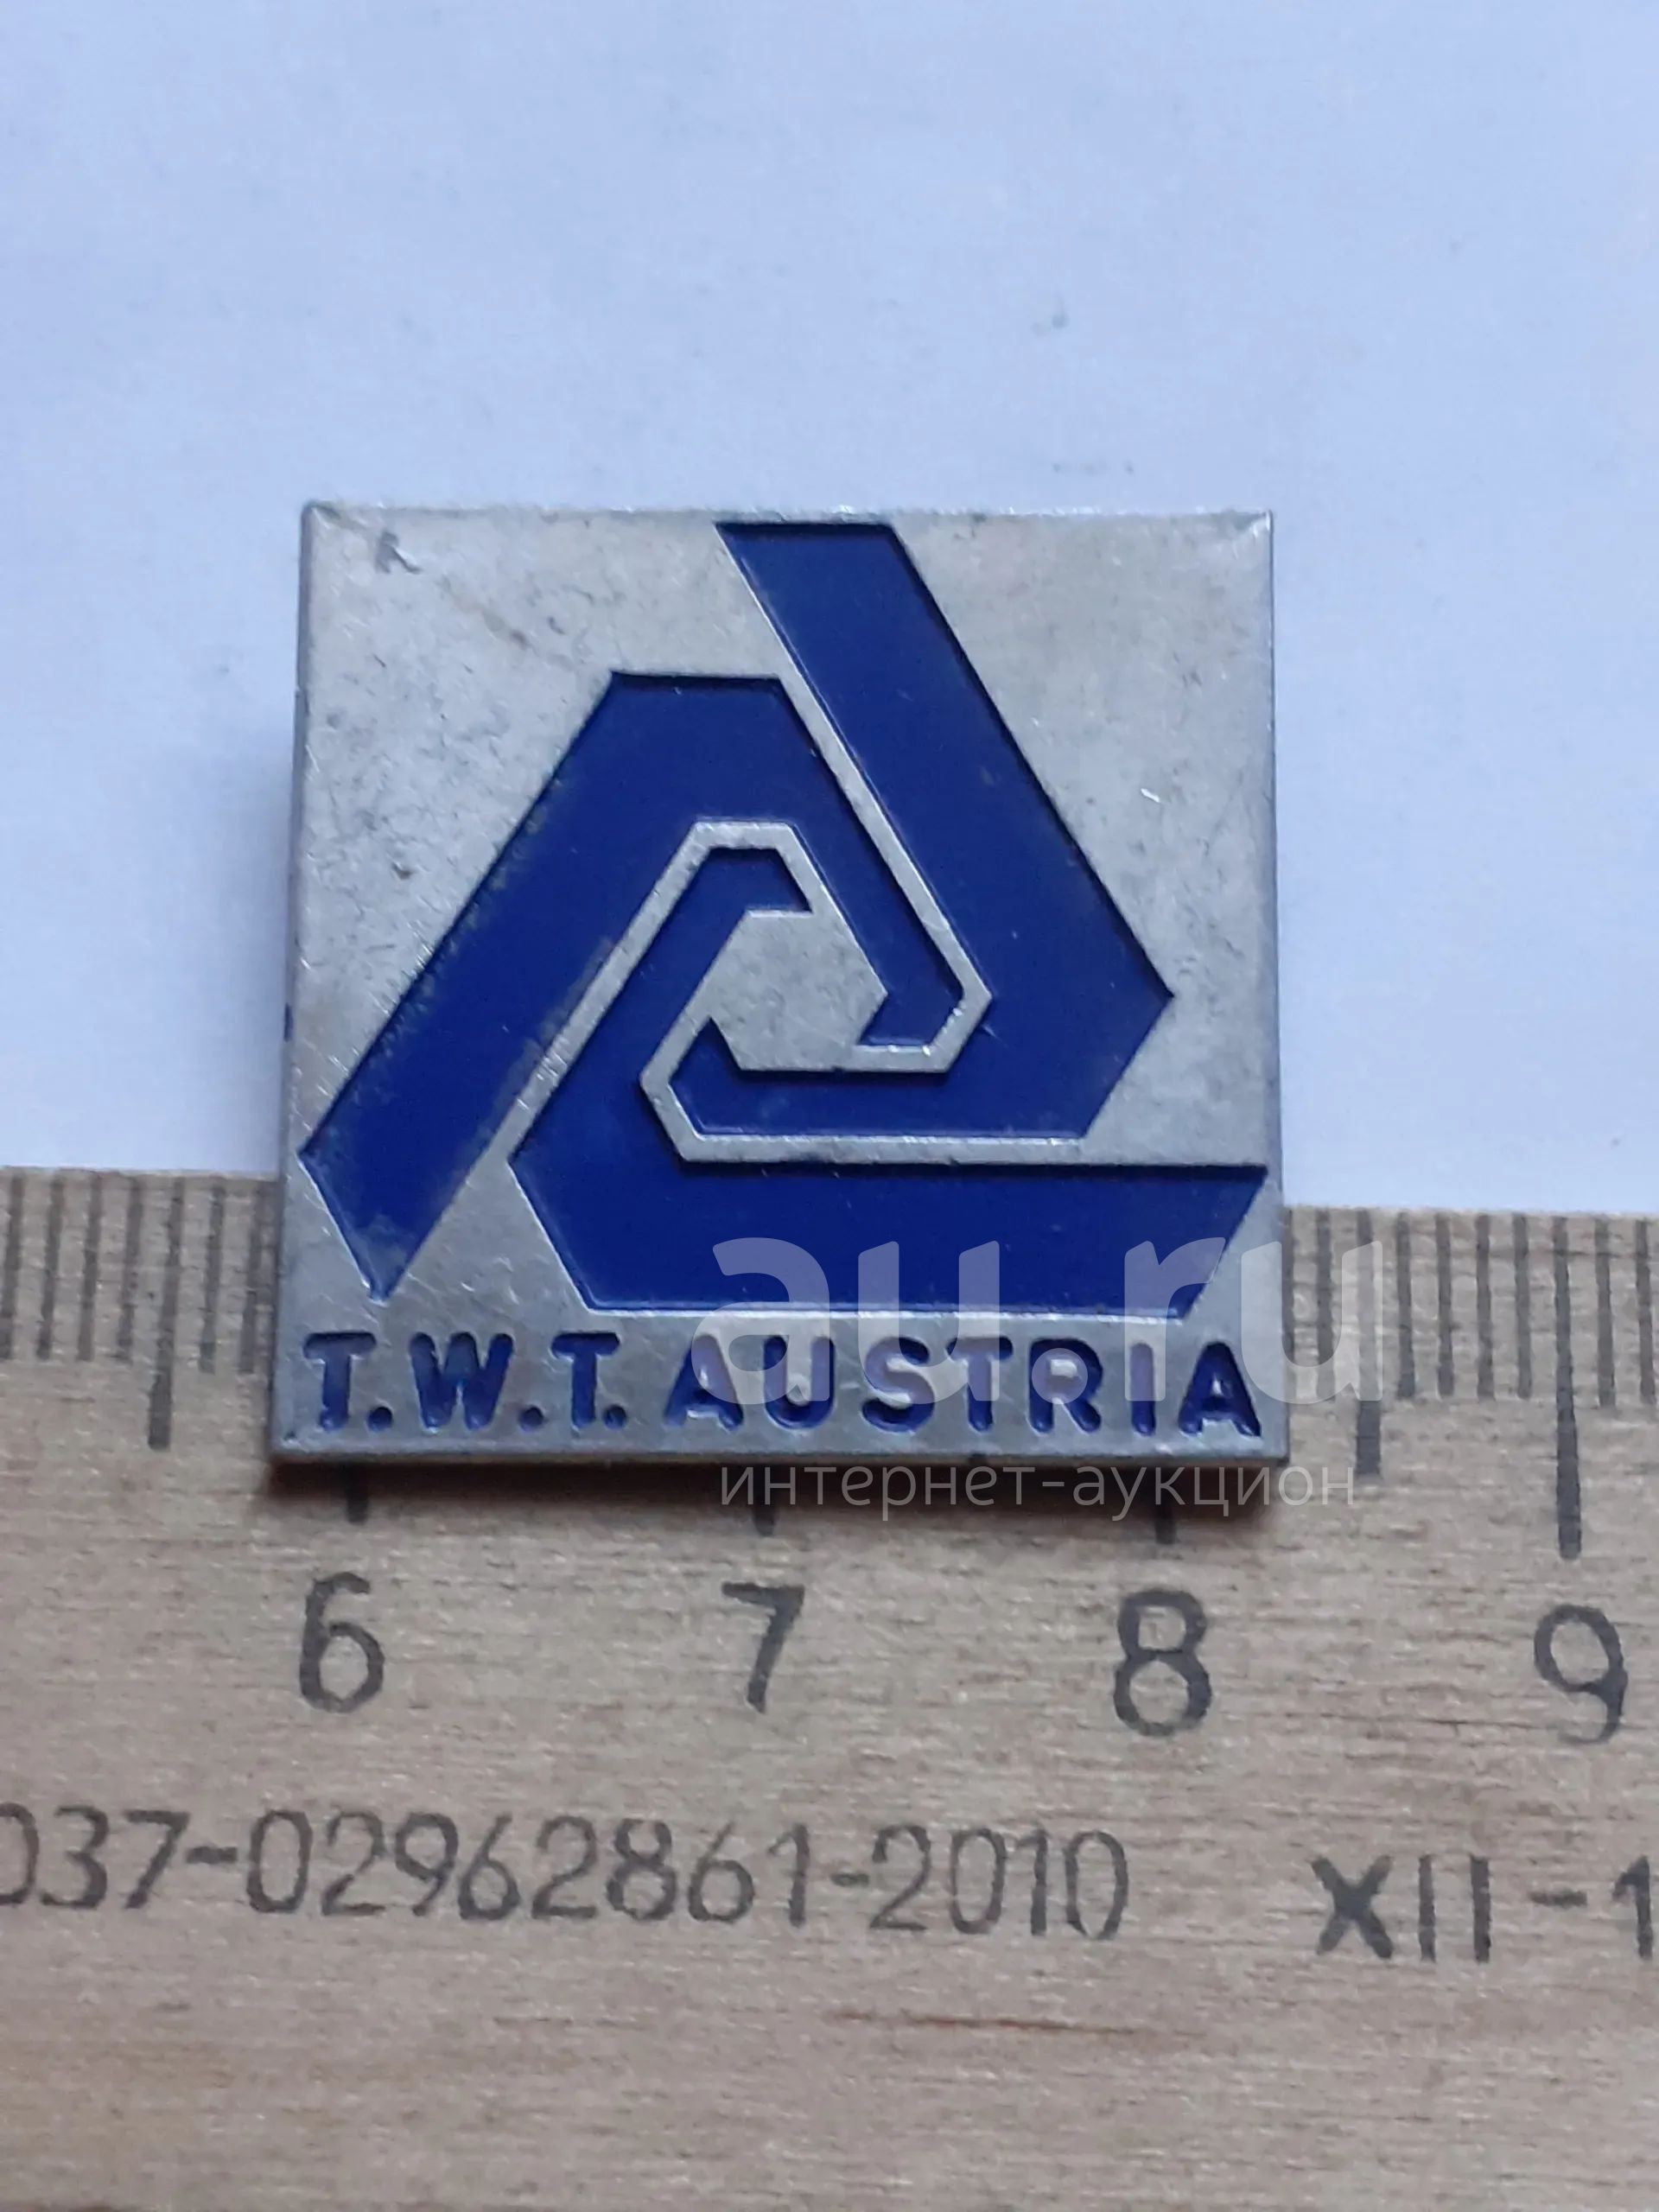 T.W.T. AUSTRIA
au.ru
интернет-аукцион
6 7 8 9
037-02962861-2010 XII-1